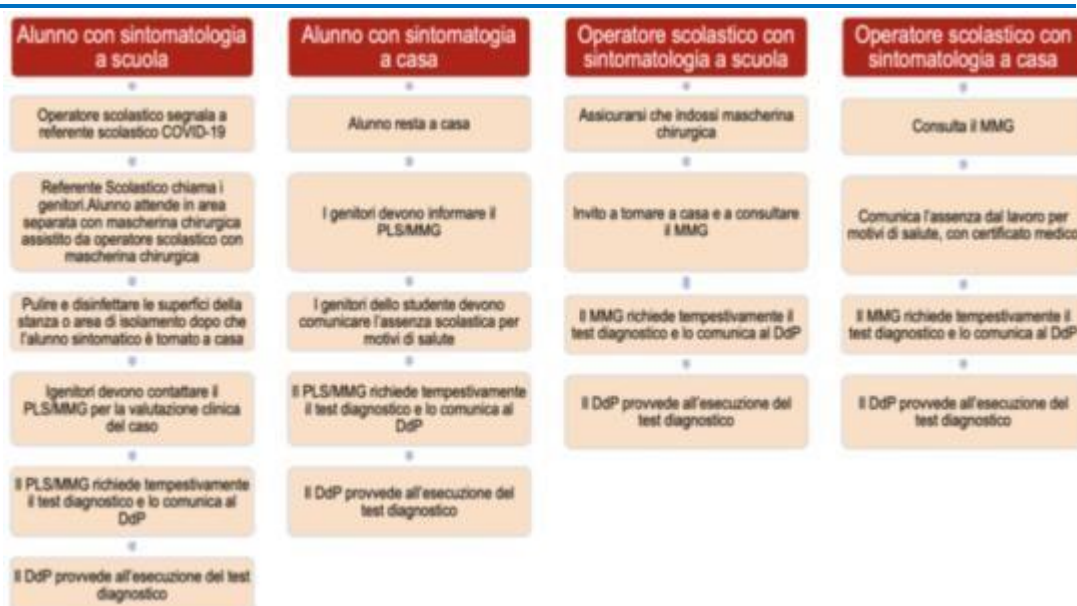 Alunno con sintomatologia
a scuola
Operatore scolastico segnala a
referente scolastico COVID-19
Referente Scolastico chiama i
genitori.Alunno attende in area
separata con mascherina chirurgica
assistito da operatore scolastico con
mascherina chirurgica
Pulire e disinfettare le superfici della
stanza o area di isolamento dopo che
l'alunno sintomatico è tornato a casa
Igenitori devono contattare il
PLS/MMG per la valutazione clinica
del caso
Il PLS/MMG richiede tempestivamente
il test diagnostico e lo comunica al
DdP
Il DdP provvede all'esecuzione del test
diagnostico
Alunno con sintomatogia
a casa
Alunno resta a casa
I genitori devono informare il
PLS/MMG
I genitori dello studente devono
comunicare l'assenza scolastica per
motivi di salute
Il PLS/MMG richiede tempestivamente
il test diagnostico e lo comunica al
DdP
Il DdP provvede all'esecuzione del
test diagnostico
Operatore scolastico con
sintomatologia a scuola
Assicurarsi che indossi mascherina
chirurgica
Invito a tornare a casa e a consultare
il MMG
Il MMG richiede tempestivamente il
test diagnostico e lo comunica al DdP
Il DdP provvede all'esecuzione del
test diagnostico
Operatore scolastico con
sintomatologia a casa
Consulta il MMG
Comunica l'assenza dal lavoro per
motivi di salute, con certificato medico
Il MMG richiede tempestivamente il
test diagnostico e lo comunica al DdP
Il DdP provvede all'esecuzione del
test diagnostico